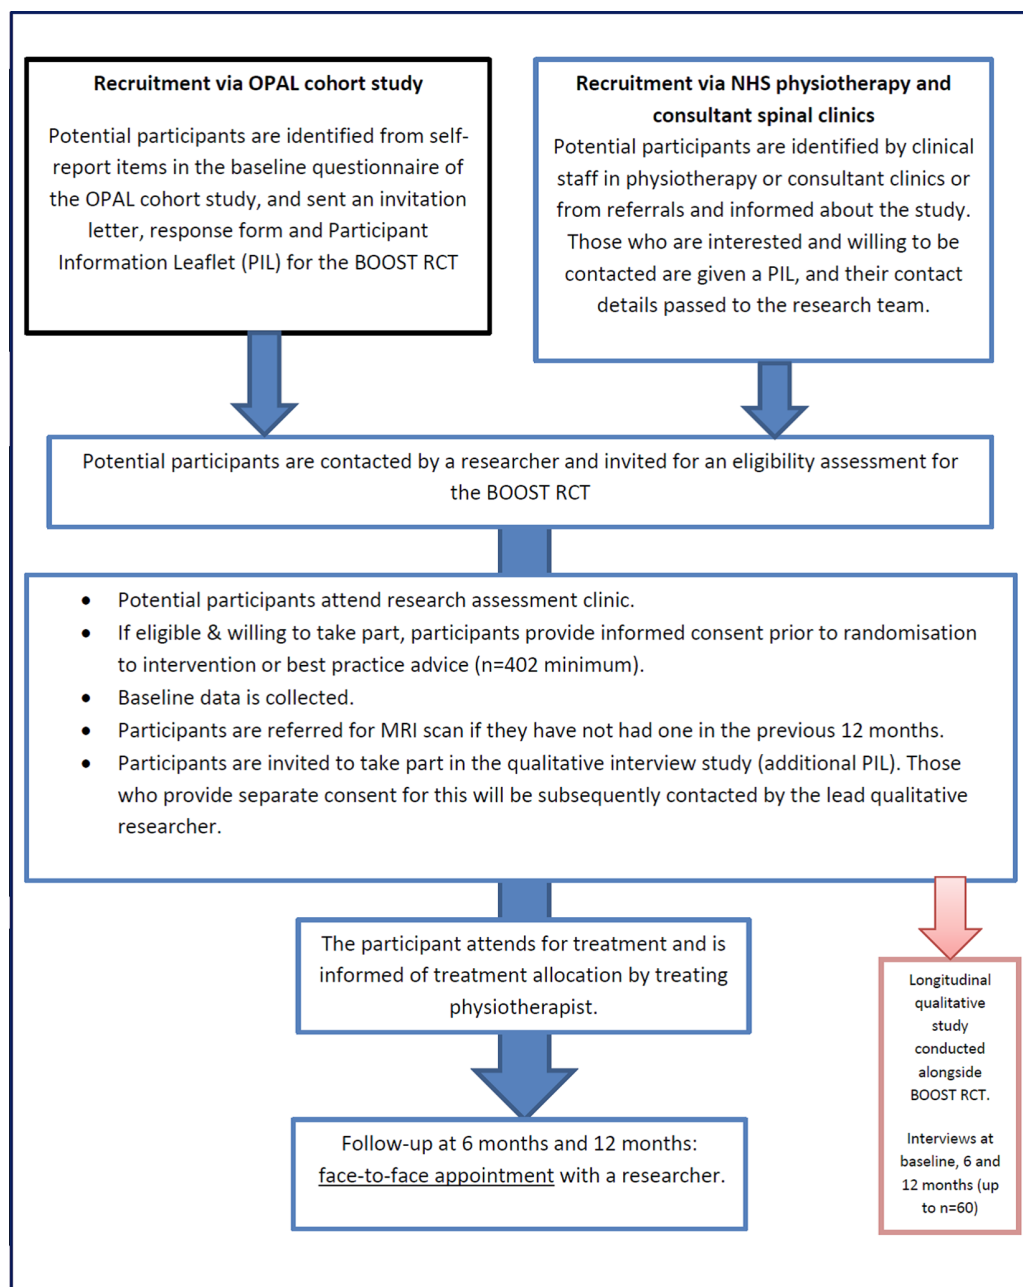 Recruitment via OPAL cohort study
Potential participants are identified from self-
report items in the baseline questionnaire of
the OPAL cohort study, and sent an invitation
letter, response form and Participant
Information Leaflet (PIL) for the BOOST RCT
Recruitment via NHS physiotherapy and
consultant spinal clinics
Potential participants are identified by clinical
staff in physiotherapy or consultant clinics or
from referrals and informed about the study.
Those who are interested and willing to be
contacted are given a PIL, and their contact
details passed to the research team.
Potential participants are contacted by a researcher and invited for an eligibility assessment for
the BOOST RCT
• Potential participants attend research assessment clinic.
• If eligible & willing to take part, participants provide informed consent prior to randomisation
to intervention or best practice advice (n=402 minimum).
• Baseline data is collected.
• Participants are referred for MRI scan if they have not had one in the previous 12 months.
• Participants are invited to take part in the qualitative interview study (additional PIL). Those
who provide separate consent for this will be subsequently contacted by the lead qualitative
researcher.
The participant attends for treatment and is
informed of treatment allocation by treating
physiotherapist.
Follow-up at 6 months and 12 months:
face-to-face appointment with a researcher.
Longitudinal
qualitative
study
conducted
alongside
BOOST RCT.
Interviews at
baseline, 6 and
12 months (up
to n=60)